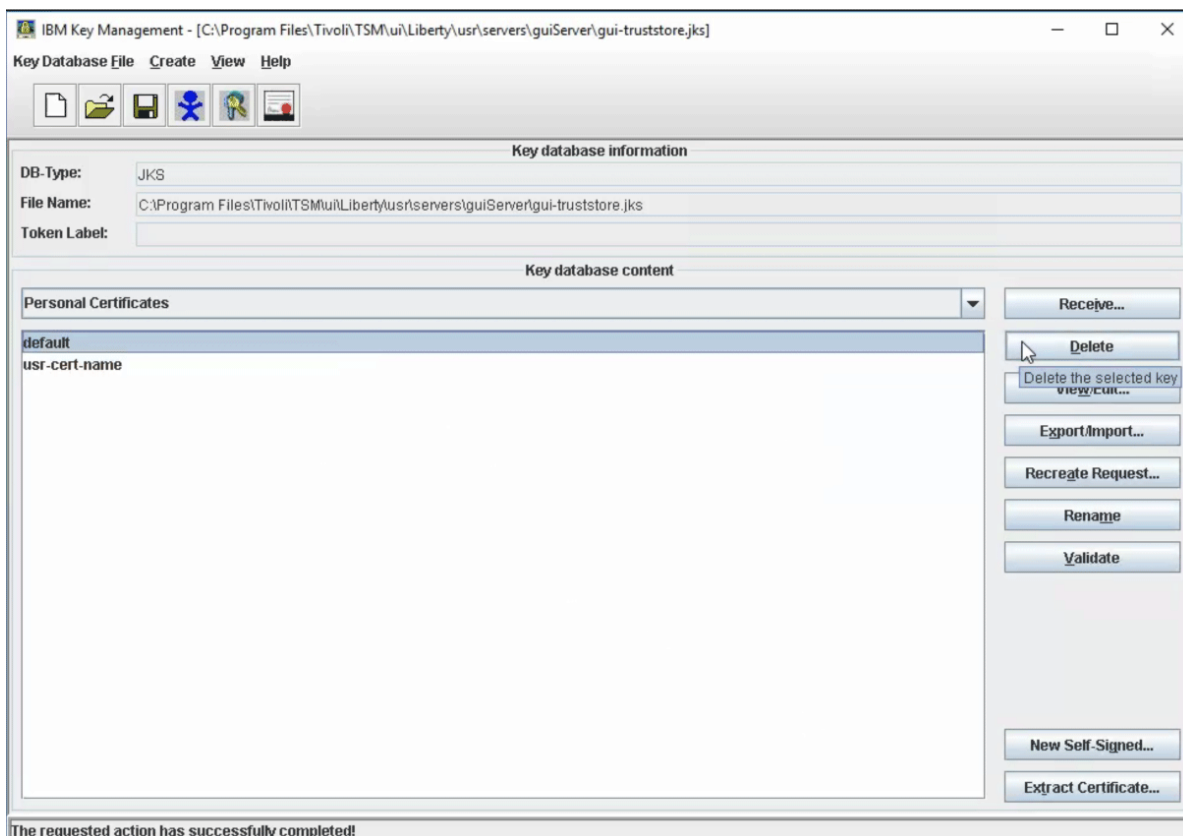 IBM Key Management - [C:\Program Files\Tivoli\TSM\ui\Liberty\usr\servers\guiServer\gui-truststore.jks]
Key Database File Create View Help
Key database information
DB-Type: JKS
File Name: C:\Program Files\Tivoli\TSM\ui\Liberty\usr\servers\guiServer\gui-truststore.jks
Token Label:
Key database content
Personal Certificates
Receive...
default
Delete
usr-cert-name
Delete the selected key
View/Edit...
Export/Import...
Recreate Request...
Rename
Validate
New Self-Signed...
Extract Certificate...
The requested action has successfully completed!